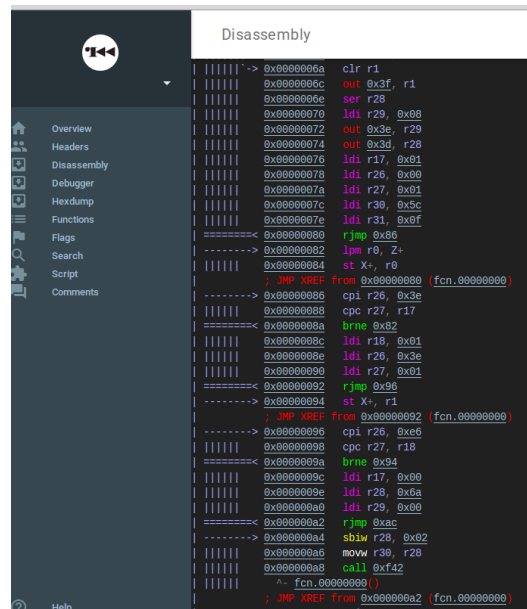 Disassembly
Overview
Headers
Disassembly
Debugger
Hexdump
Functions
Flags
Search
Script
Comments
Help
| ||||||`-> 0x0000006a clr r1
| |||||| 0x0000006c out 0x3f, r1
| |||||| 0x0000006e ser r28
| |||||| 0x00000070 ldi r29, 0x08
| |||||| 0x00000072 out 0x3e, r29
| |||||| 0x00000074 out 0x3d, r28
| |||||| 0x00000076 ldi r17, 0x01
| |||||| 0x00000078 ldi r26, 0x00
| |||||| 0x0000007a ldi r27, 0x01
| |||||| 0x0000007c ldi r30, 0x5c
| |||||| 0x0000007e ldi r31, 0x0f
| ========< 0x00000080 rjmp 0x86
| --------> 0x00000082 lpm r0, Z+
| |||||| 0x00000084 st X+, r0
| ; JMP XREF from 0x00000080 (fcn.00000000)
| --------> 0x00000086 cpi r26, 0x3e
| |||||| 0x00000088 cpc r27, r17
| ========< 0x0000008a brne 0x82
| |||||| 0x0000008c ldi r18, 0x01
| |||||| 0x0000008e ldi r26, 0x3e
| |||||| 0x00000090 ldi r27, 0x01
| ========< 0x00000092 rjmp 0x96
| --------> 0x00000094 st X+, r1
| ; JMP XREF from 0x00000092 (fcn.00000000)
| --------> 0x00000096 cpi r26, 0xe6
| |||||| 0x00000098 cpc r27, r18
| ========< 0x0000009a brne 0x94
| |||||| 0x0000009c ldi r17, 0x00
| |||||| 0x0000009e ldi r28, 0x6a
| |||||| 0x000000a0 ldi r29, 0x00
| ========< 0x000000a2 rjmp 0xac
| --------> 0x000000a4 sbiw r28, 0x02
| |||||| 0x000000a6 movw r30, r28
| |||||| 0x000000a8 call 0xf42
| |||||| ^- fcn.00000000()
| ; JMP XREF from 0x000000a2 (fcn.00000000)